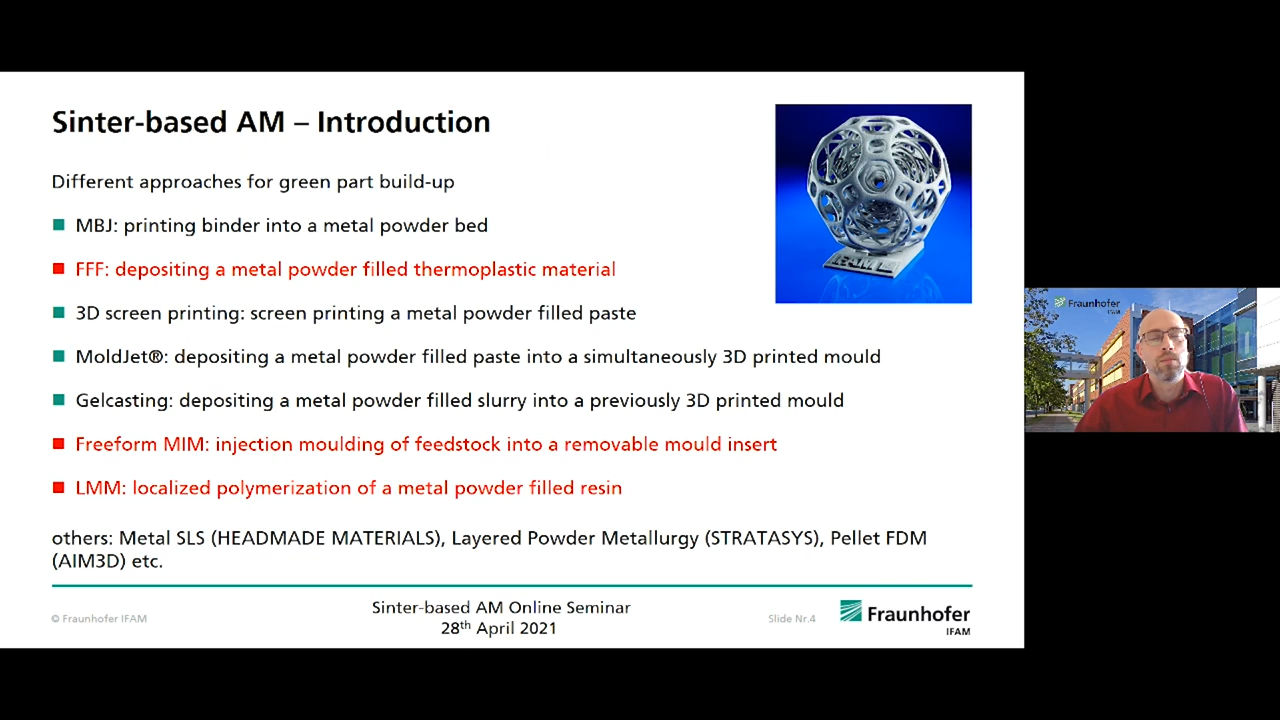 Sinter-based AM – Introduction
Different approaches for green part build-up
MBJ: printing binder into a metal powder bed
FFF: depositing a metal powder filled thermoplastic material
3D screen printing: screen printing a metal powder filled paste
MoldJet®: depositing a metal powder filled paste into a simultaneously 3D printed mould
Gelcasting: depositing a metal powder filled slurry into a previously 3D printed mould
Freeform MIM: injection moulding of feedstock into a removable mould insert
LMM: localized polymerization of a metal powder filled resin
others: Metal SLS (HEADMADE MATERIALS), Layered Powder Metallurgy (STRATASYS), Pellet FDM
(AIM3D) etc.
© Fraunhofer IFAM
Sinter-based AM Online Seminar
28th April 2021
Slide Nr.4
Fraunhofer
IFAM
Fraunhofer
IFAM